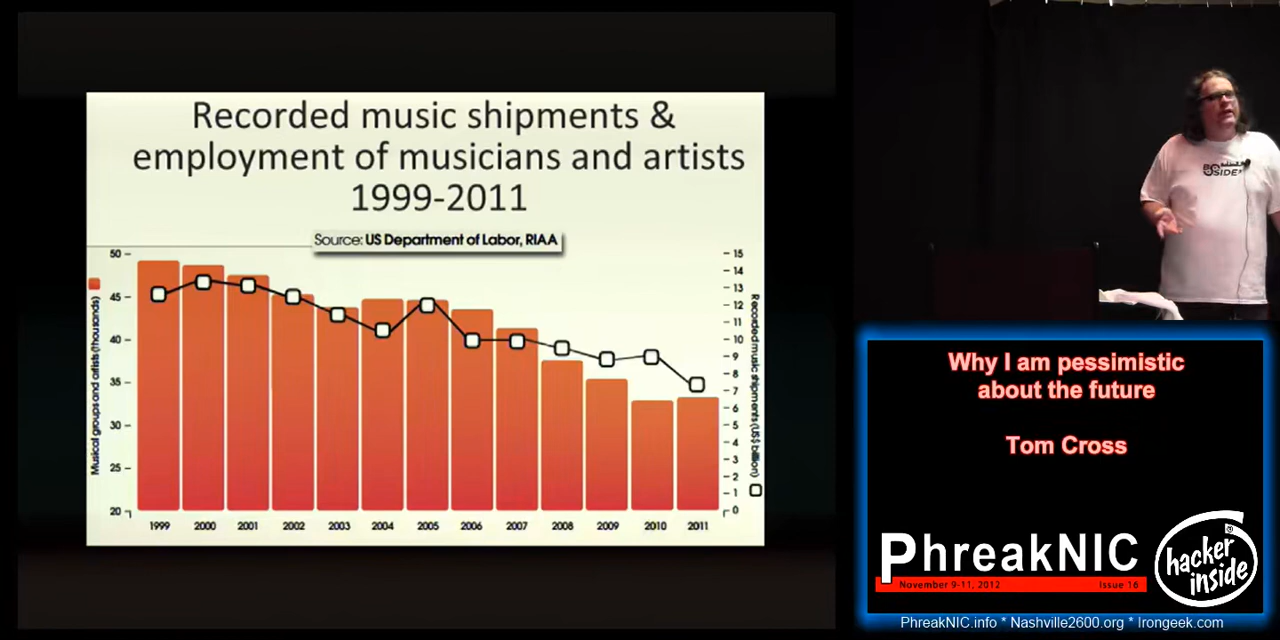 Recorded music shipments &
employment of musicians and artists
1999-2011
Source: US Department of Labor, RIAA
Musical groups and artists (thousands)
50
45
40
35
30
25
20
15
14
13
12
11
10
9
8
7
6
5
4
3
2
1
0
Recorded music shipments (US$ billion)
1999 2000 2001 2002 2003 2004 2005 2006 2007 2008 2009 2010 2011
Why I am pessimistic
about the future
Tom Cross
PhreakNIC
November 9-11, 2012 Issue 16
hacker
inside
PhreakNIC.info * Nashville2600.org * Irongeek.com